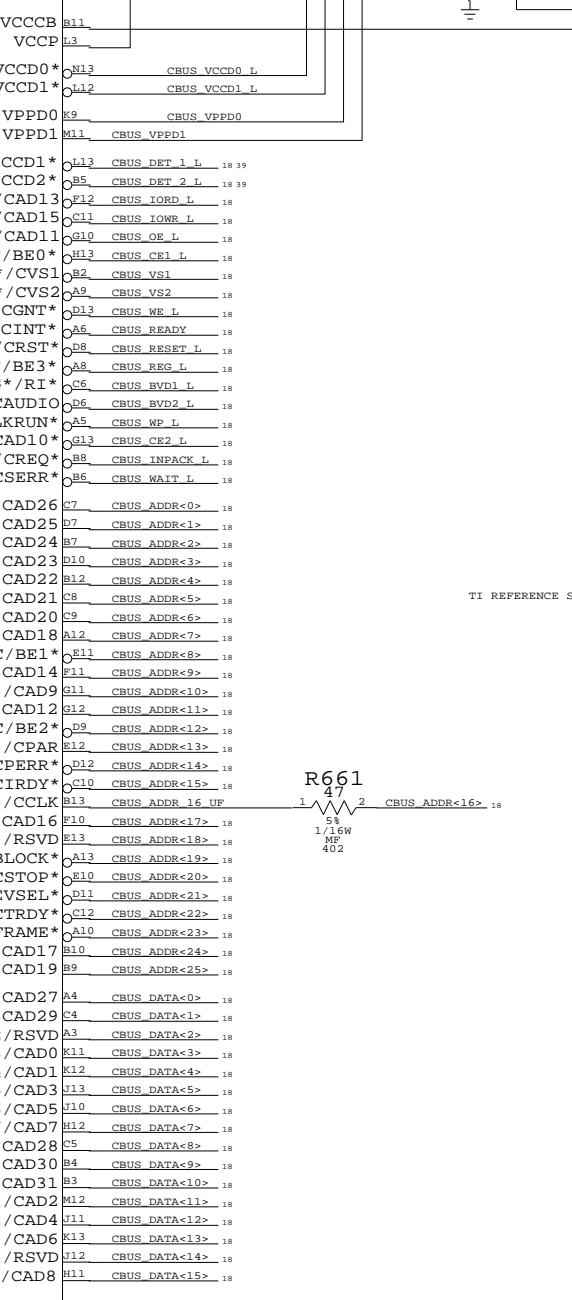 VCCCB B11
VCCP L3
VCCD0* N13 CBUS_VCCD0_L
VCCD1* L12 CBUS_VCCD1_L
VPPD0 K9 CBUS_VPPD0
VPPD1 M11 CBUS_VPPD1
CCD1* L13 CBUS_DET_1_L 18 39
CCD2* B5 CBUS_DET_2_L 18 39
/CAD13 F12 CBUS_IORD_L 18
/CAD15 C11 CBUS_IOWR_L 18
/CAD11 G10 CBUS_OE_L 18
/BE0* H13 CBUS_CE1_L 18
*/CVS1 B2 CBUS_VS1 18
*/CVS2 A9 CBUS_VS2 18
CGNT* D13 CBUS_WE_L 18
CINT* A6 CBUS_READY 18
/CRST* D8 CBUS_RESET_L 18
/BE3* A8 CBUS_REG_L 18
*/RI* C6 CBUS_BVD1_L 18
CAUDIO D6 CBUS_BVD2_L 18
LKRUN* A5 CBUS_WP_L 18
CAD10* G13 CBUS_CE2_L 18
/CREQ* B8 CBUS_INPACK_L 18
CSERR* B6 CBUS_WAIT_L 18
CAD26 C7 CBUS_ADDR<0> 18
CAD25 D7 CBUS_ADDR<1> 18
CAD24 B7 CBUS_ADDR<2> 18
CAD23 D10 CBUS_ADDR<3> 18
CAD22 B12 CBUS_ADDR<4> 18
CAD21 C8 CBUS_ADDR<5> 18
TI REFERENCE S
CAD20 C9 CBUS_ADDR<6> 18
CAD18 A12 CBUS_ADDR<7> 18
/BE1* E11 CBUS_ADDR<8> 18
CAD14 F11 CBUS_ADDR<9> 18
/CAD9 G11 CBUS_ADDR<10> 18
CAD12 G12 CBUS_ADDR<11> 18
/BE2* D9 CBUS_ADDR<12> 18
/CPAR E12 CBUS_ADDR<13> 18
CPERR* D12 CBUS_ADDR<14> 18
CIRDY* C10 CBUS_ADDR<15> 18
R661
47
/CCLK B13 CBUS_ADDR_16_UF 1 2 CBUS_ADDR<16> 18
5%
1/16W
MF
402
CAD16 F10 CBUS_ADDR<17> 18
/RSVD E13 CBUS_ADDR<18> 18
BLOCK* A13 CBUS_ADDR<19> 18
CSTOP* E10 CBUS_ADDR<20> 18
EVSEL* D11 CBUS_ADDR<21> 18
CTRDY* C12 CBUS_ADDR<22> 18
FRAME* A10 CBUS_ADDR<23> 18
CAD17 B10 CBUS_ADDR<24> 18
CAD19 B9 CBUS_ADDR<25> 18
CAD27 A4 CBUS_DATA<0> 18
CAD29 C4 CBUS_DATA<1> 18
/RSVD A3 CBUS_DATA<2> 18
/CAD0 K11 CBUS_DATA<3> 18
/CAD1 K12 CBUS_DATA<4> 18
/CAD3 J13 CBUS_DATA<5> 18
/CAD5 J10 CBUS_DATA<6> 18
/CAD7 H12 CBUS_DATA<7> 18
CAD28 C5 CBUS_DATA<8> 18
CAD30 B4 CBUS_DATA<9> 18
CAD31 B3 CBUS_DATA<10> 18
/CAD2 M12 CBUS_DATA<11> 18
/CAD4 J11 CBUS_DATA<12> 18
/CAD6 K13 CBUS_DATA<13> 18
/RSVD J12 CBUS_DATA<14> 18
/CAD8 H11 CBUS_DATA<15> 18